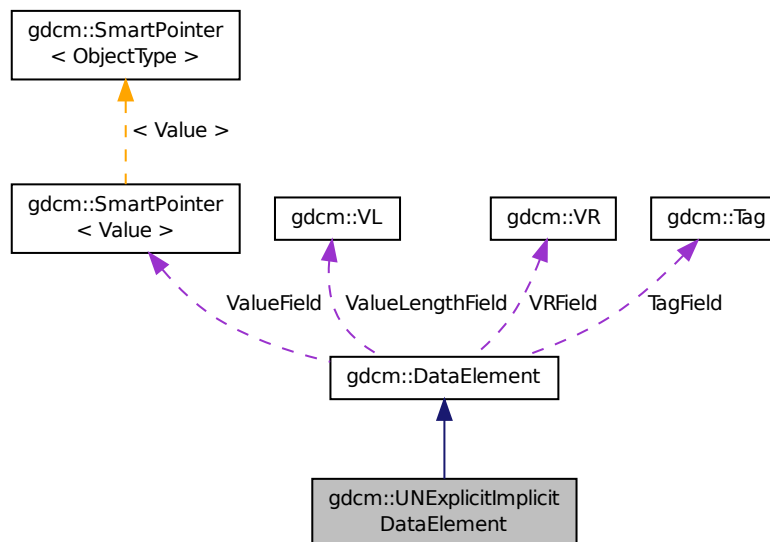 gdcm::SmartPointer
< ObjectType >
< Value >
gdcm::SmartPointer
< Value >
gdcm::VL
gdcm::VR
gdcm::Tag
ValueField
ValueLengthField
VRField
TagField
gdcm::DataElement
gdcm::UNExplicitImplicit
DataElement